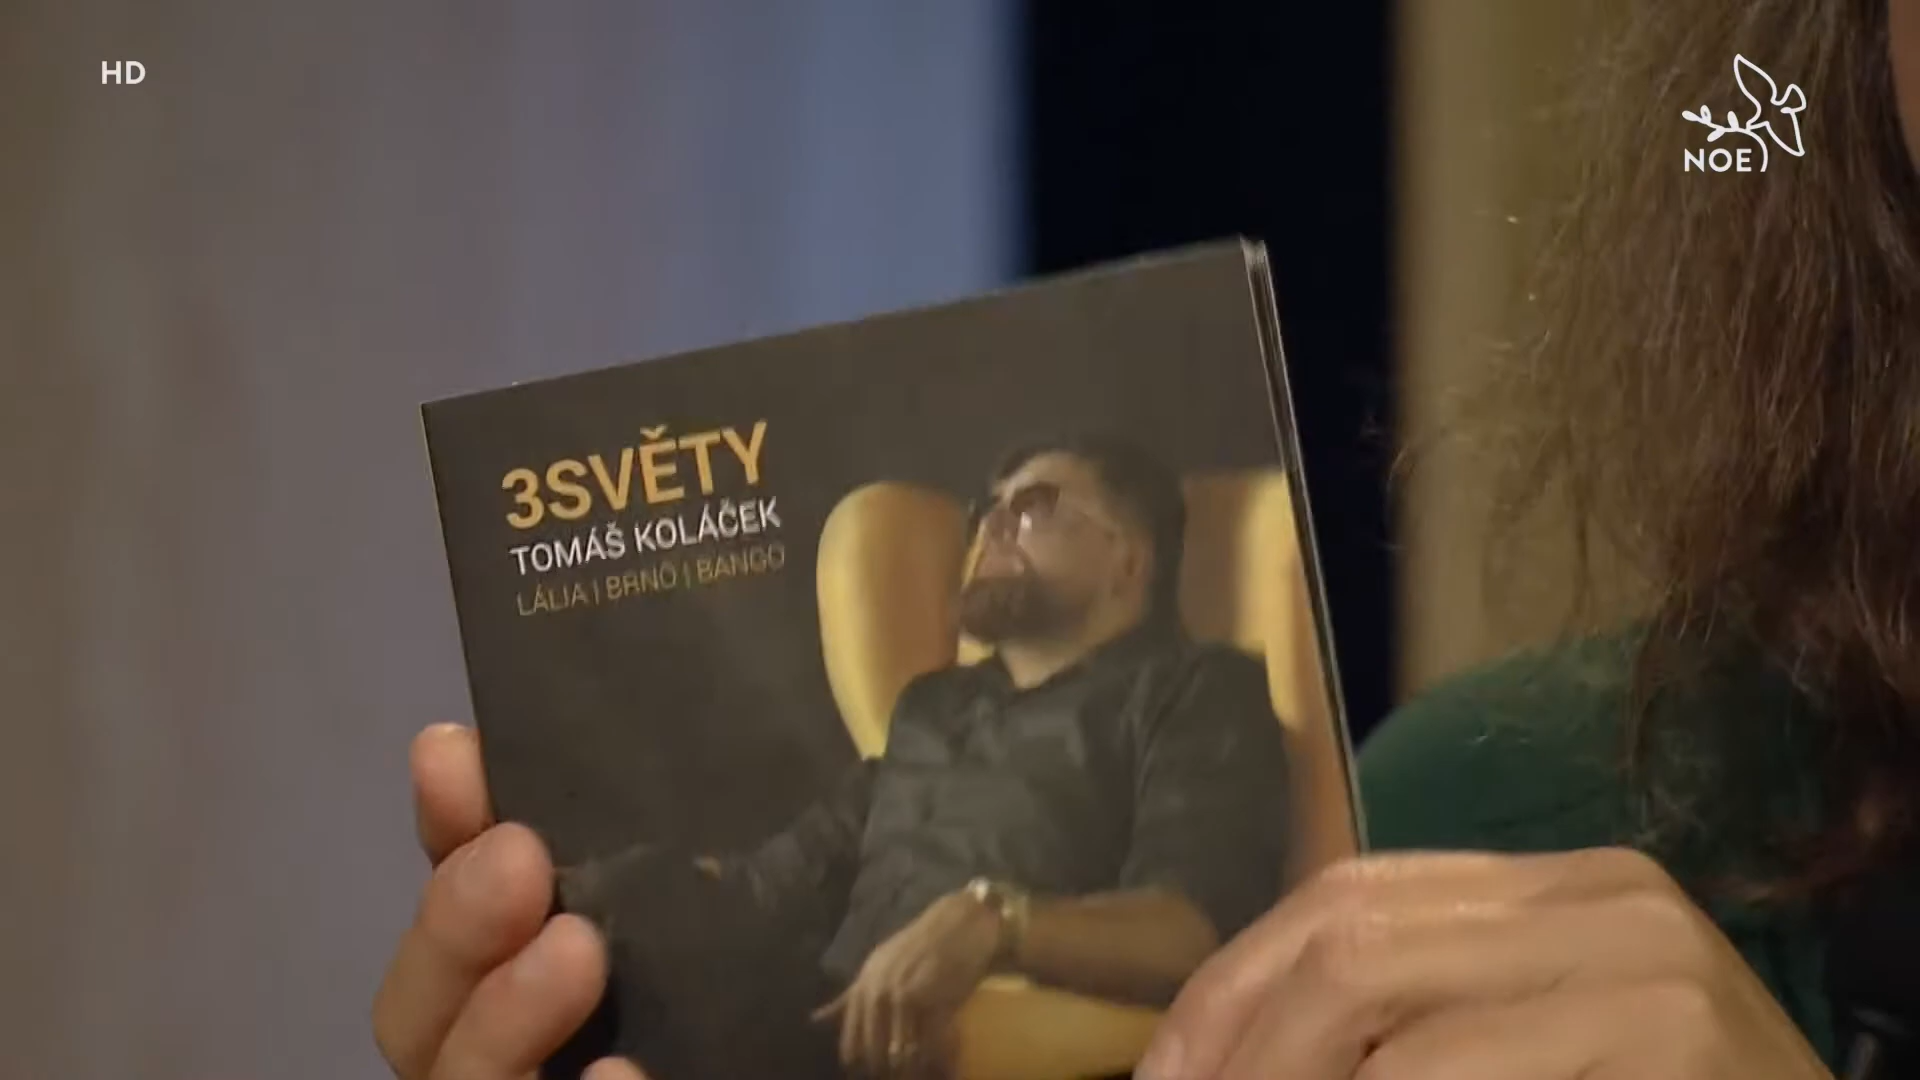 HD
NOE
3SVĚTY
TOMÁŠ KOLÁČEK
LÁLIA | BRNO | BANGO